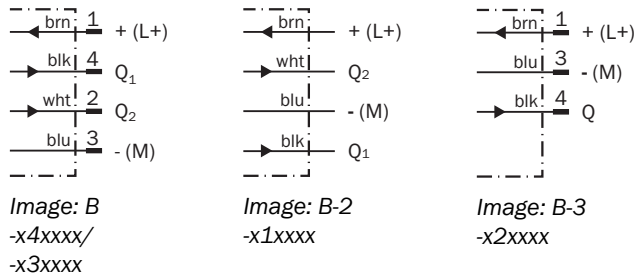 brn 1 + (L+)
blk 4 Q1
wht 2 Q2
blu 3 - (M)
Image: B
-x4xxxx/
-x3xxxx
brn + (L+)
wht Q2
blu - (M)
blk Q1
Image: B-2
-x1xxxx
brn 1 + (L+)
blu 3 - (M)
blk 4 Q
Image: B-3
-x2xxxx